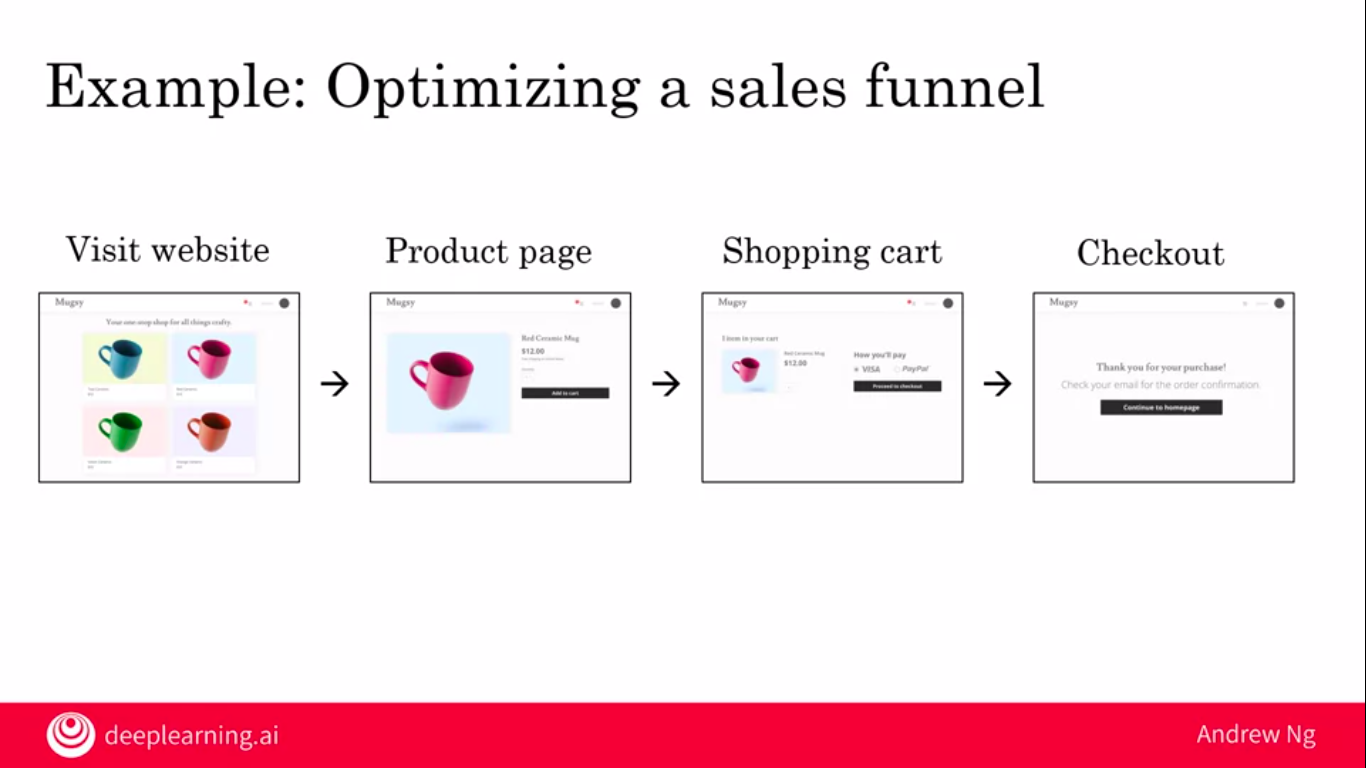 Example: Optimizing a sales funnel
Visit website
Product page
Shopping cart
Checkout
Mugsy
Your one-stop shop for all things crafty.
Mugsy
Red Ceramic Mug
$12.00
Add to cart
Mugsy
1 item in your cart
Red Ceramic Mug
$12.00
How you'll pay
VISA
PayPal
Proceed to checkout
Mugsy
Thank you for your purchase!
Check your email for the order confirmation.
Continue to homepage
deeplearning.ai
Andrew Ng